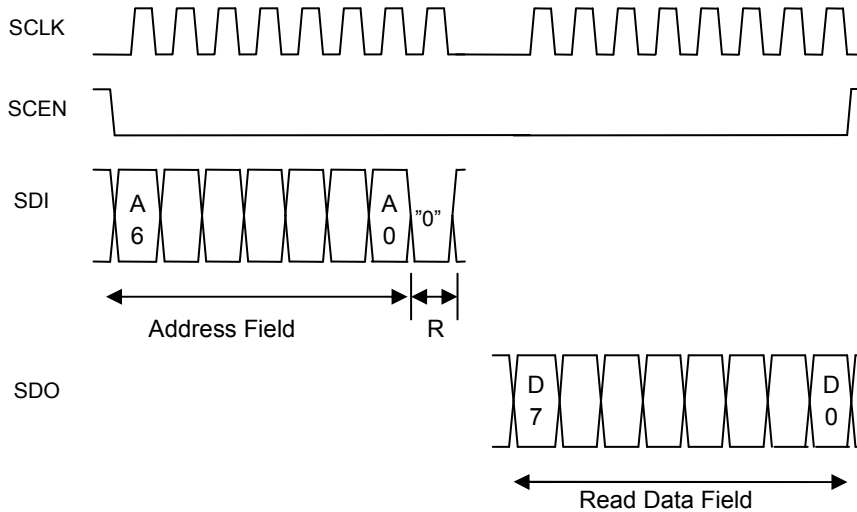 SCLK
SCEN
SDI
A
6
A
0
”0”
Address Field
R
SDO
D
7
D
0
Read Data Field